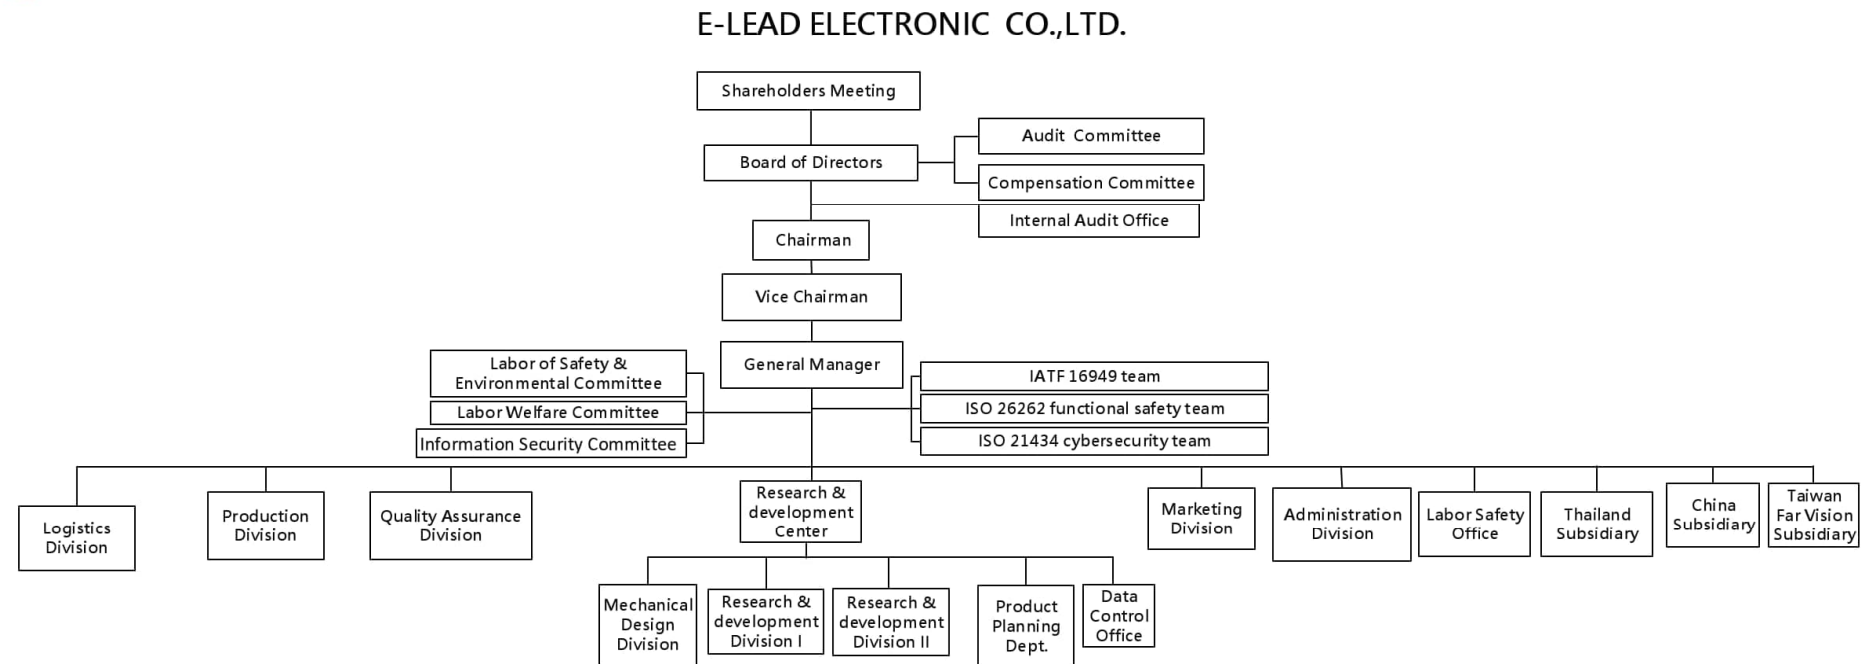 E-LEAD ELECTRONIC CO.,LTD.
Shareholders Meeting
Board of Directors
Audit Committee
Compensation Committee
Internal Audit Office
Chairman
Vice Chairman
General Manager
Labor of Safety &
Environmental Committee
Labor Welfare Committee
Information Security Committee
IATF 16949 team
ISO 26262 functional safety team
ISO 21434 cybersecurity team
Logistics
Division
Production
Division
Quality Assurance
Division
Research &
development
Center
Marketing
Division
Administration
Division
Labor Safety
Office
Thailand
Subsidiary
China
Subsidiary
Taiwan
Far Vision
Subsidiary
Mechanical
Design
Division
Research &
development
Division I
Research &
development
Division II
Product
Planning
Dept.
Data
Control
Office